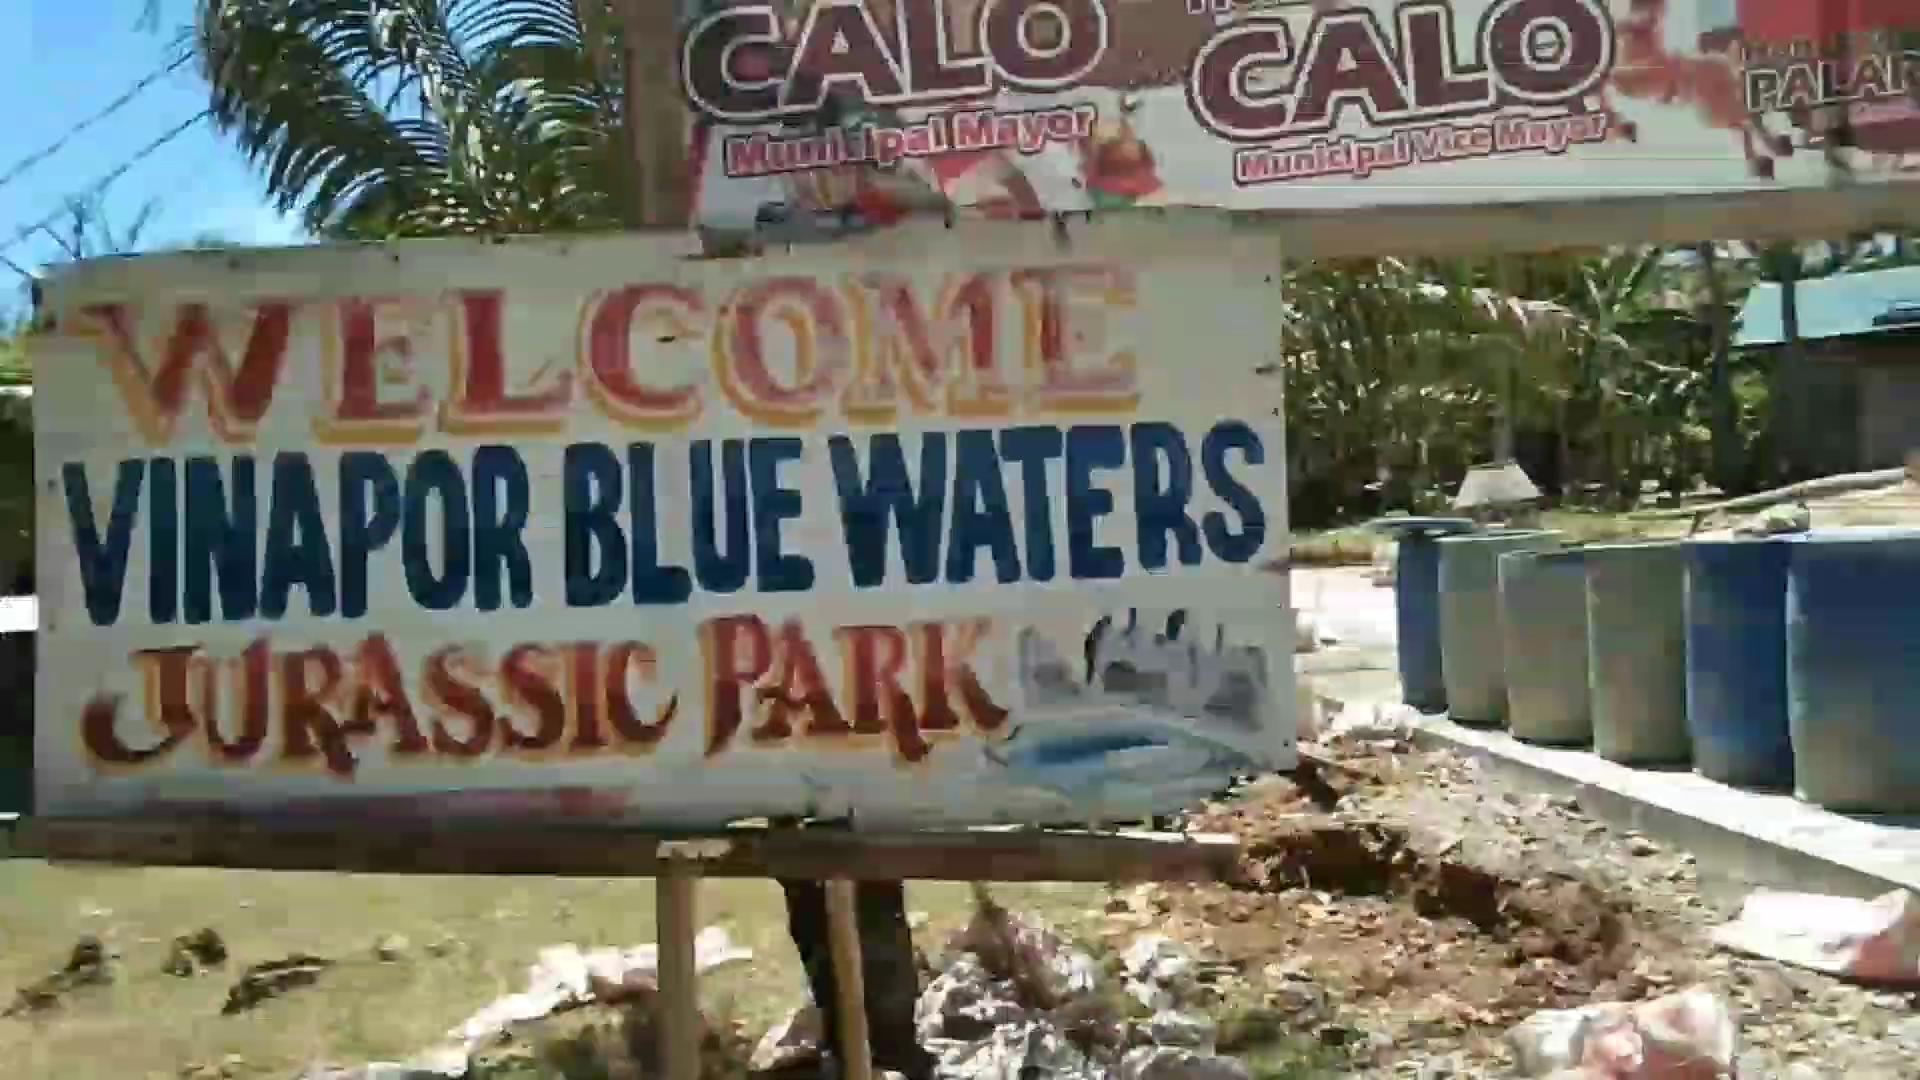 CALO
Municipal Mayor
CALO
Municipal Vice Mayor
WELCOME
VINAPOR BLUE WATERS
JURASSIC PARK